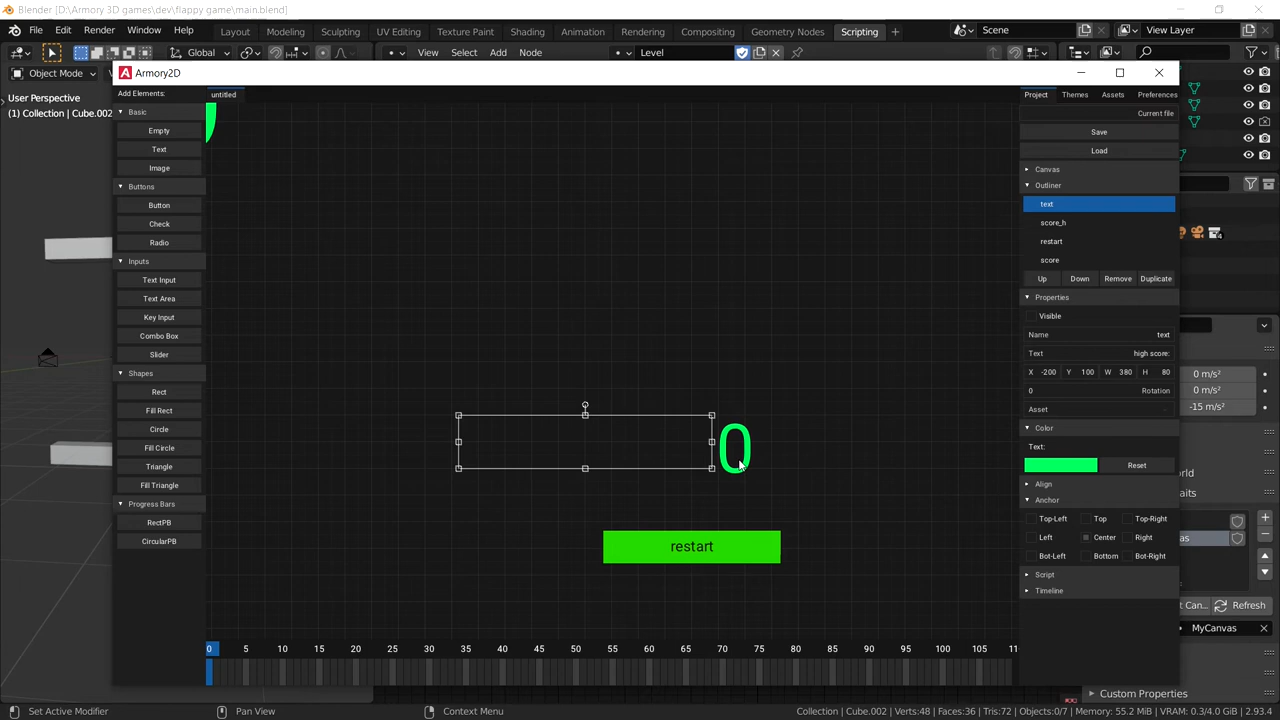 Blender [D:\Armory 3D games\dev\flappy game\main.blend]
File Edit Render Window Help Layout Modeling Sculpting UV Editing Texture Paint Shading Animation Rendering Compositing Geometry Nodes Scripting + Scene View Layer
Global View Select Add Node Level
Object Mode
User Perspective
(1) Collection | Cube.002
Armory2D
Add Elements:
untitled
Basic
Empty
Text
Image
Buttons
Button
Check
Radio
Inputs
Text Input
Text Area
Key Input
Combo Box
Slider
Shapes
Rect
Fill Rect
Circle
Fill Circle
Triangle
Fill Triangle
Progress Bars
RectPB
CircularPB
0
restart
0 5 10 15 20 25 30 35 40 45 50 55 60 65 70 75 80 85 90 95 100 105 11
Project Themes Assets Preferences
Current file
Save
Load
Canvas
Outliner
text
score_h
restart
score
Up Down Remove Duplicate
Properties
Visible
Name text
Text high score:
X -200 Y 100 W 380 H 80
0 Rotation
Asset
Color
Text:
Reset
Align
Anchor
Top-Left Top Top-Right
Left Center Right
Bot-Left Bottom Bot-Right
Script
Timeline
4
0 m/s²
0 m/s²
-15 m/s²
orld
raits
as
t Can... Refresh
MyCanvas
Custom Properties
Set Active Modifier Pan View Context Menu Collection | Cube.002 | Verts:48 | Faces:36 | Tris:72 | Objects:0/7 | Memory: 55.2 MiB | VRAM: 0.3/4.0 GiB | 2.93.4